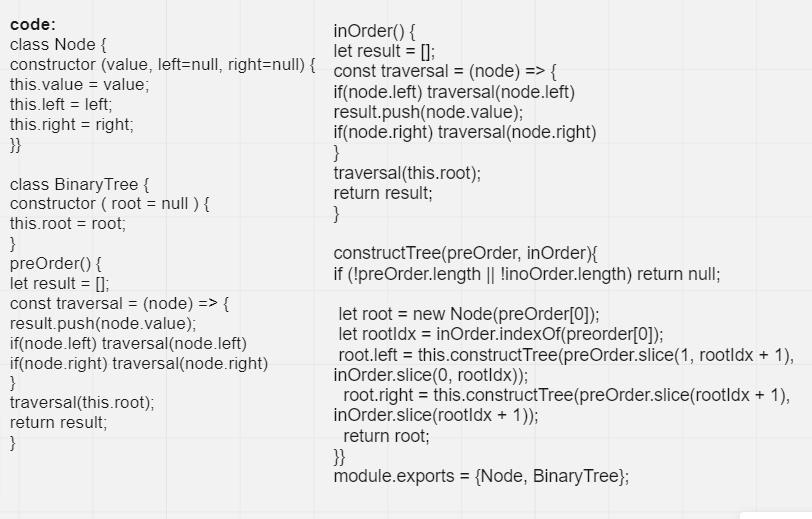 code:
class Node {
constructor (value, left=null, right=null) {
this.value = value;
this.left = left;
this.right = right;
}}
class BinaryTree {
constructor ( root = null ) {
this.root = root;
}
preOrder() {
let result = [];
const traversal = (node) => {
result.push(node.value);
if(node.left) traversal(node.left)
if(node.right) traversal(node.right)
}
traversal(this.root);
return result;
}
inOrder() {
let result = [];
const traversal = (node) => {
if(node.left) traversal(node.left)
result.push(node.value);
if(node.right) traversal(node.right)
}
traversal(this.root);
return result;
}
constructTree(preOrder, inOrder){
if (!preOrder.length || !inoOrder.length) return null;
let root = new Node(preOrder[0]);
let rootIdx = inOrder.indexOf(preorder[0]);
root.left = this.constructTree(preOrder.slice(1, rootIdx + 1),
inOrder.slice(0, rootIdx));
root.right = this.constructTree(preOrder.slice(rootIdx + 1),
inOrder.slice(rootIdx + 1));
return root;
}}
module.exports = {Node, BinaryTree};